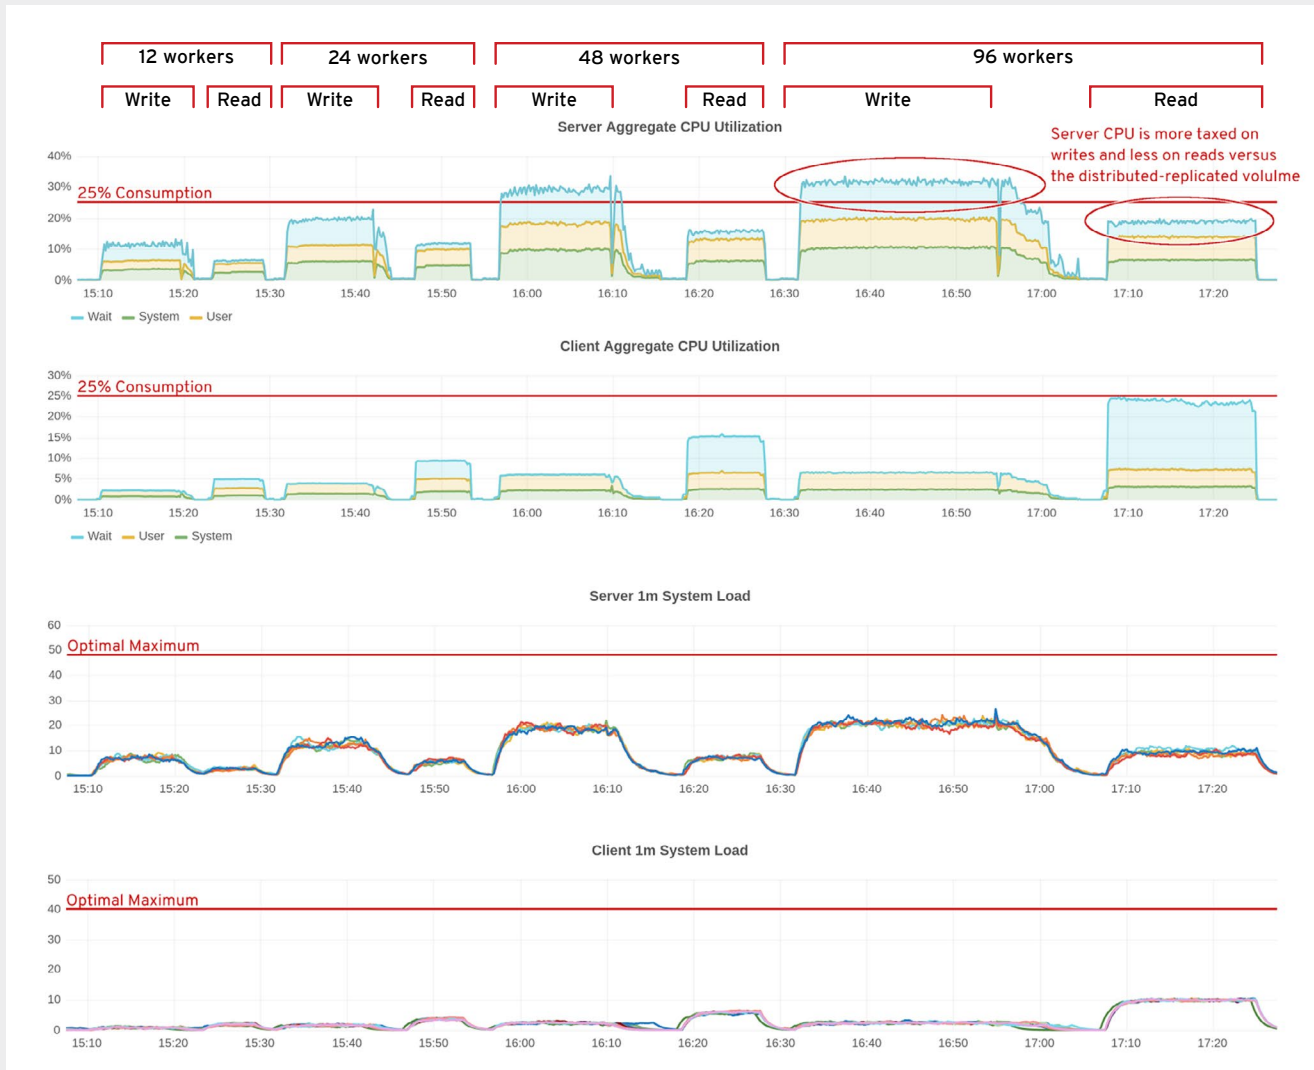 12 workers
24 workers
48 workers
96 workers
Write
Read
Write
Read
Write
Read
Write
Read
Server Aggregate CPU Utilization
Server CPU is more taxed on
writes and less on reads versus
the distributed-replicated volulme
40%
30%
25% Consumption
20%
10%
0%
15:10 15:20 15:30 15:40 15:50 16:00 16:10 16:20 16:30 16:40 16:50 17:00 17:10 17:20
Wait System User
Client Aggregate CPU Utilization
30%
25% Consumption
25%
20%
15%
10%
5%
0%
15:10 15:20 15:30 15:40 15:50 16:00 16:10 16:20 16:30 16:40 16:50 17:00 17:10 17:20
Wait User System
Server 1m System Load
60
50 Optimal Maximum
40
30
20
10
0
15:10 15:20 15:30 15:40 15:50 16:00 16:10 16:20 16:30 16:40 16:50 17:00 17:10 17:20
Client 1m System Load
50
Optimal Maximum
40
30
20
10
0
15:10 15:20 15:30 15:40 15:50 16:00 16:10 16:20 16:30 16:40 16:50 17:00 17:10 17:20